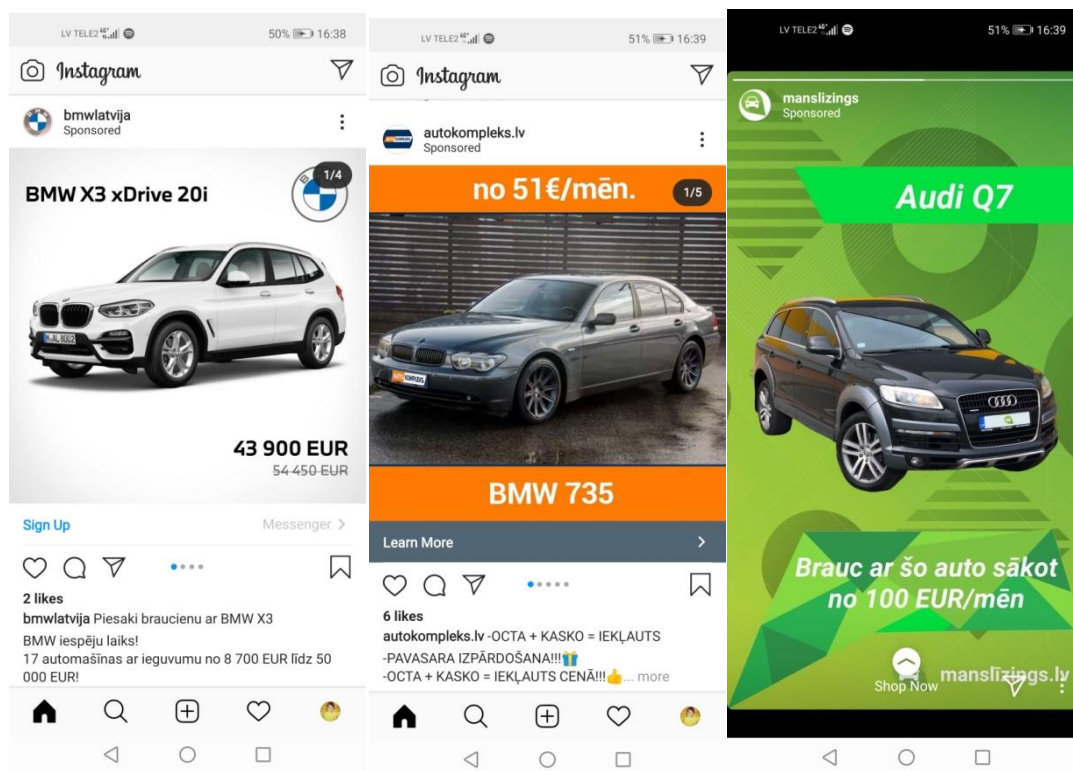 LV TELE2 50% 16:38
Instagram
bmwlatvija
Sponsored
BMW X3 xDrive 20i
1/4
43 900 EUR
54 450 EUR
Sign Up
Messenger
2 likes
bmwlatvija Piesaki braucienu ar BMW X3
BMW iespēju laiks!
17 automašīnas ar ieguvumu no 8 700 EUR līdz 50
000 EUR!
LV TELE2 51% 16:39
Instagram
autokompleks.lv
Sponsored
no 51€/mēn.
1/5
BMW 735
Learn More
6 likes
autokompleks.lv -OCTA + KASKO = IEKĻAUTS
-PAVASARA IZPĀRDOŠANA!!!🎁
-OCTA + KASKO = IEKĻAUTS CENĀ!!!👍... more
LV TELE2 51% 16:39
manslizings
Sponsored
Audi Q7
Brauc ar šo auto sākot
no 100 EUR/mēn
Shop Now
manslīzings.lv